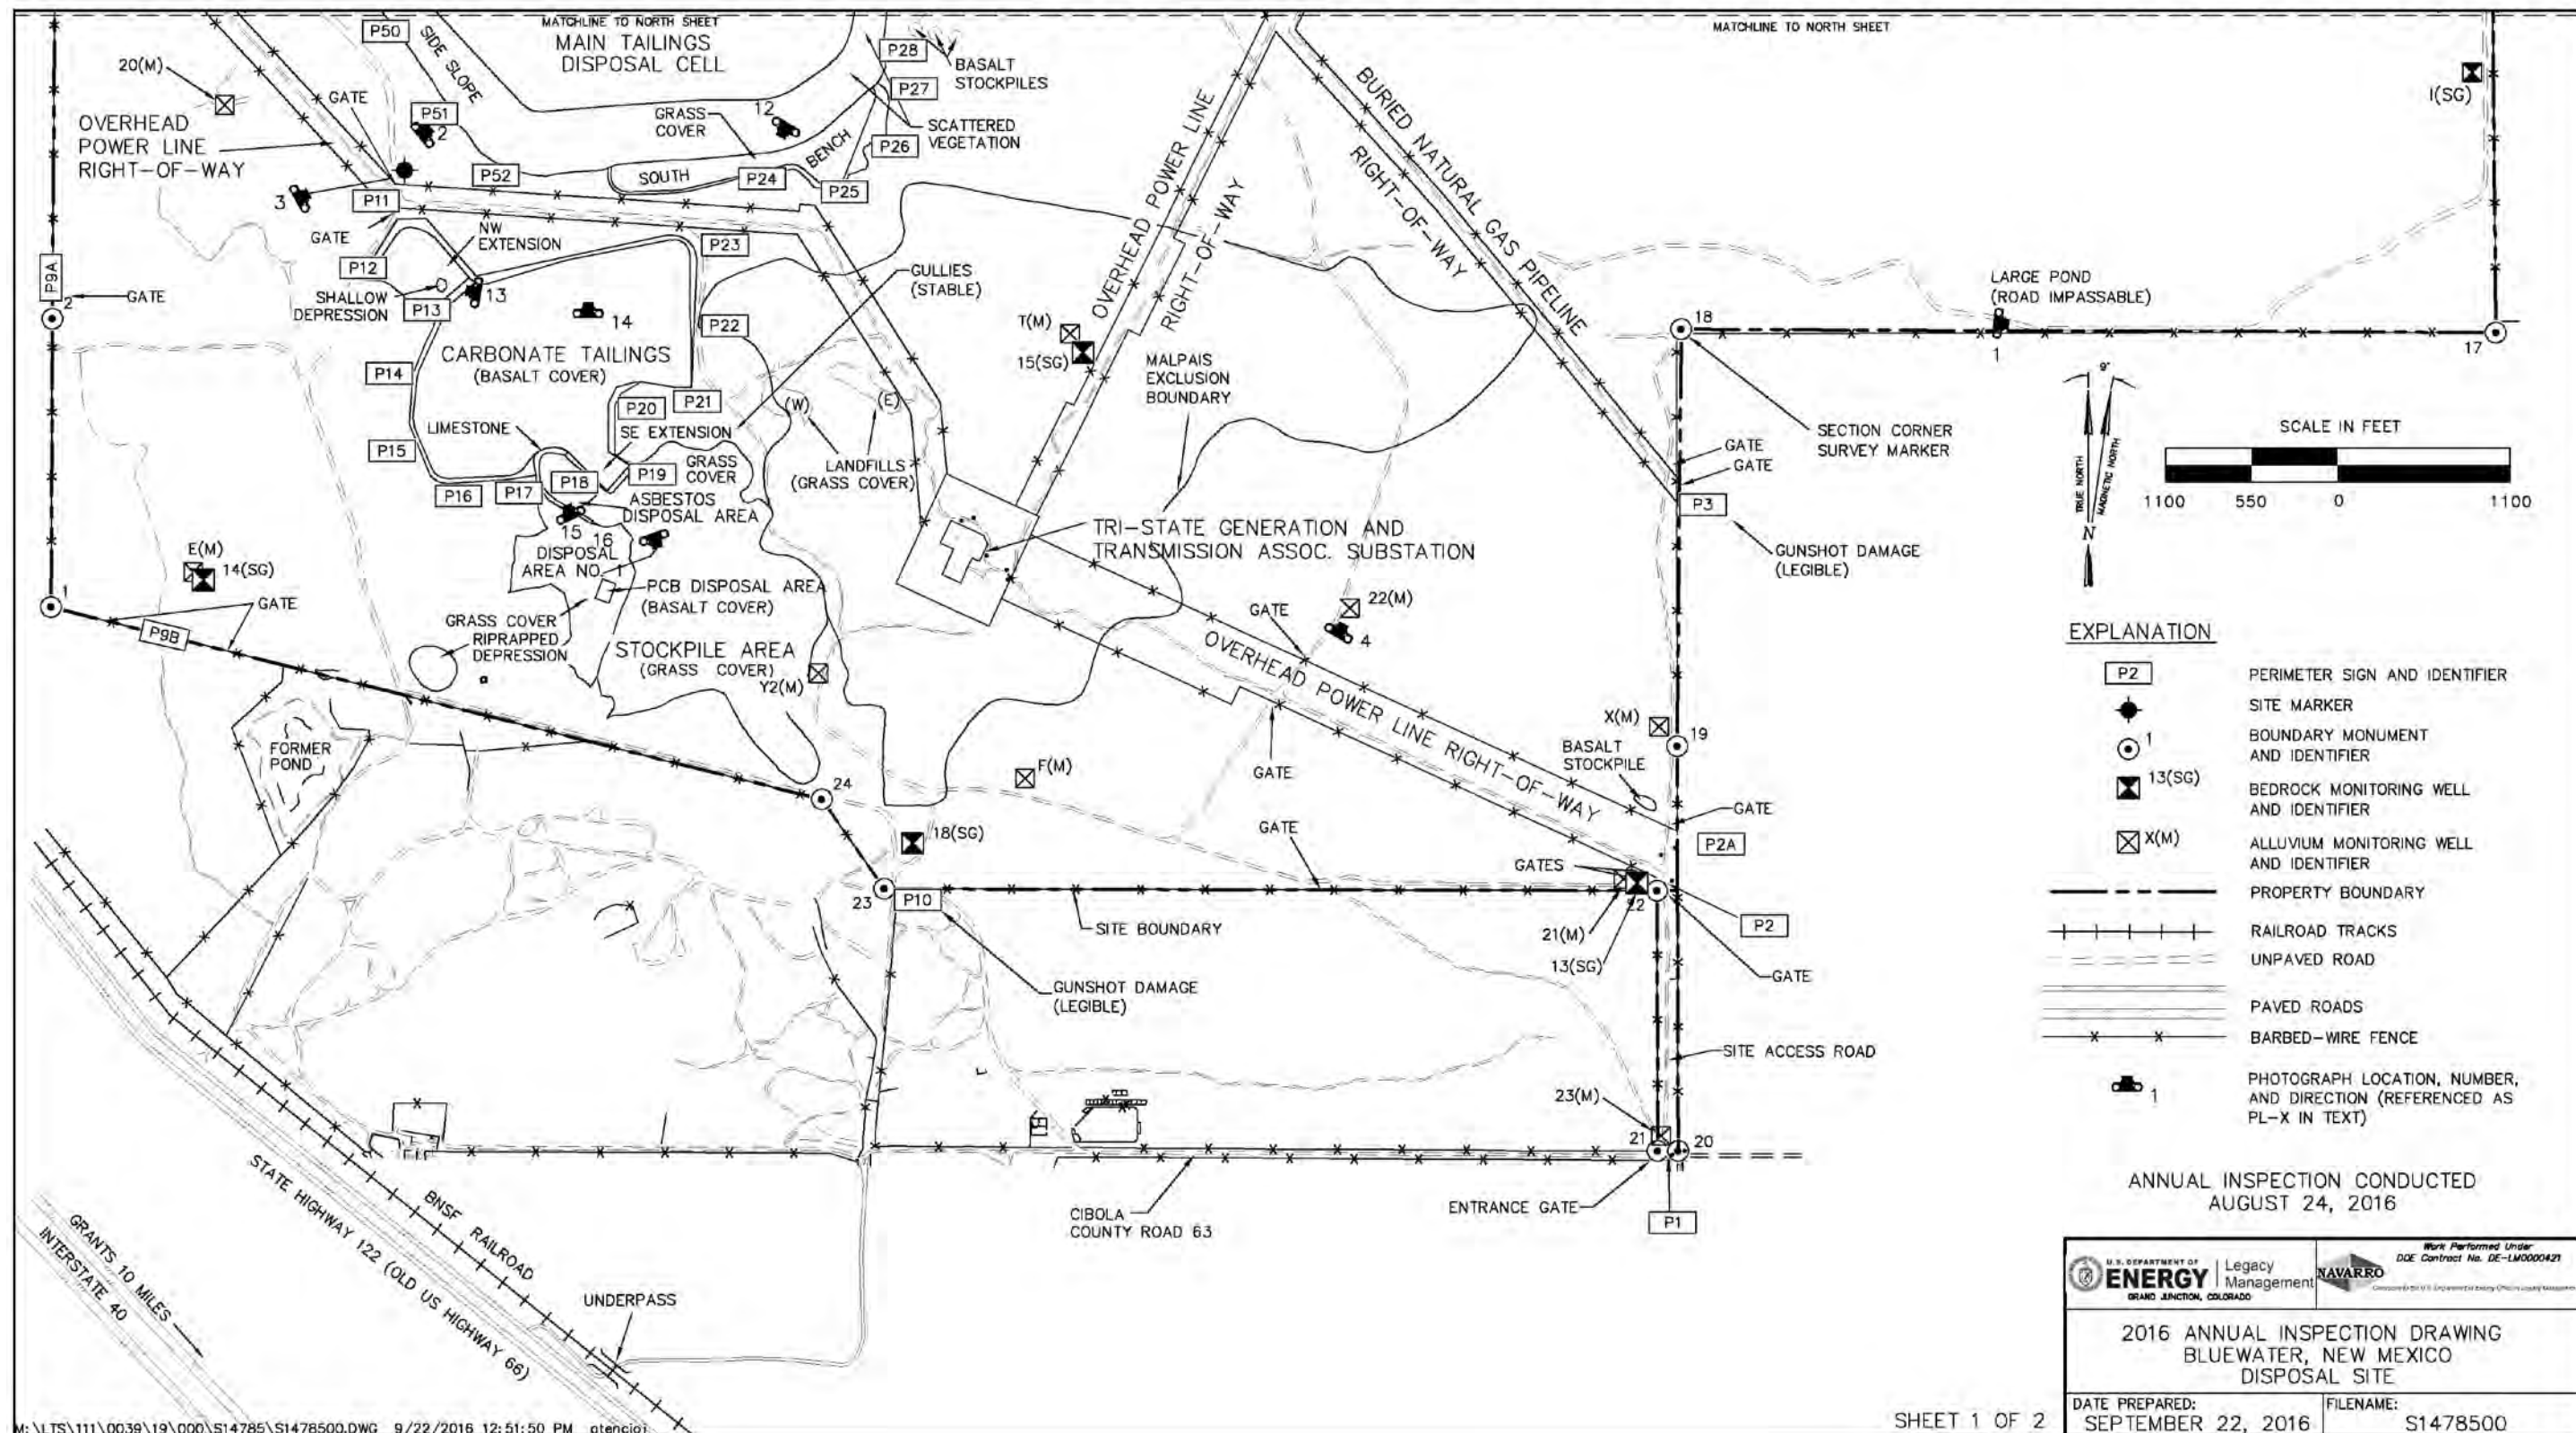 MATCHLINE TO NORTH SHEET
MATCHLINE TO NORTH SHEET
MAIN TAILINGS
DISPOSAL CELL
P50
SIDE SLOPE
P28
BASALT
STOCKPILES
P27
20(M)
GATE
P51
2
12
GRASS
COVER
SCATTERED
VEGETATION
P26
BENCH
I(SG)
OVERHEAD
POWER LINE
RIGHT-OF-WAY
P52
SOUTH
P24
P25
3
P11
OVERHEAD POWER LINE
RIGHT-OF-WAY
BURIED NATURAL GAS PIPELINE
RIGHT-OF-WAY
GATE
NW
EXTENSION
P23
P12
P9A
2
GATE
SHALLOW
DEPRESSION
P13
13
GULLIES
(STABLE)
14
P22
T(M)
15(SG)
LARGE POND
(ROAD IMPASSABLE)
18
1
17
CARBONATE TAILINGS
(BASALT COVER)
P14
MALPAIS
EXCLUSION
BOUNDARY
P20
P21
(W)
(E)
LIMESTONE
SE EXTENSION
P15
GRASS
COVER
LANDFILLS
(GRASS COVER)
P19
P18
P16
P17
SECTION CORNER
SURVEY MARKER
GATE
GATE
P3
ASBESTOS
DISPOSAL AREA
15
16
DISPOSAL
AREA NO. 1
TRI-STATE GENERATION AND
TRANSMISSION ASSOC. SUBSTATION
GUNSHOT DAMAGE
(LEGIBLE)
E(M)
14(SG)
1
GATE
P9B
PCB DISPOSAL AREA
(BASALT COVER)
GRASS COVER
RIPRAPPED
DEPRESSION
STOCKPILE AREA
(GRASS COVER)
Y2(M)
GATE
22(M)
4
OVERHEAD POWER LINE RIGHT-OF-WAY
X(M)
19
FORMER
POND
F(M)
GATE
BASALT
STOCKPILE
24
GATE
18(SG)
GATE
P2A
GATES
23
P10
22
SITE BOUNDARY
21(M)
13(SG)
P2
GATE
GUNSHOT DAMAGE
(LEGIBLE)
SITE ACCESS ROAD
23(M)
21
20
STATE HIGHWAY 122 (OLD US HIGHWAY 66)
BNSF RAILROAD
CIBOLA
COUNTY ROAD 63
ENTRANCE GATE
P1
GRANTS 10 MILES
INTERSTATE 40
UNDERPASS
9°
TRUE NORTH
MAGNETIC NORTH
N
SCALE IN FEET
1100 550 0 1100
EXPLANATION
P2 PERIMETER SIGN AND IDENTIFIER
SITE MARKER
1 BOUNDARY MONUMENT
AND IDENTIFIER
13(SG) BEDROCK MONITORING WELL
AND IDENTIFIER
X(M) ALLUVIUM MONITORING WELL
AND IDENTIFIER
PROPERTY BOUNDARY
RAILROAD TRACKS
UNPAVED ROAD
PAVED ROADS
BARBED-WIRE FENCE
1 PHOTOGRAPH LOCATION, NUMBER,
AND DIRECTION (REFERENCED AS
PL-X IN TEXT)
ANNUAL INSPECTION CONDUCTED
AUGUST 24, 2016
U.S. DEPARTMENT OF
ENERGY
Legacy
Management
GRAND JUNCTION, COLORADO
NAVARRO
Work Performed Under
DOE Contract No. DE-LM0000421
2016 ANNUAL INSPECTION DRAWING
BLUEWATER, NEW MEXICO
DISPOSAL SITE
DATE PREPARED:
SEPTEMBER 22, 2016
FILENAME:
S1478500
SHEET 1 OF 2
M:\LTS\111\0039\19\000\S14785\S1478500.DWG 9/22/2016 12:51:50 PM